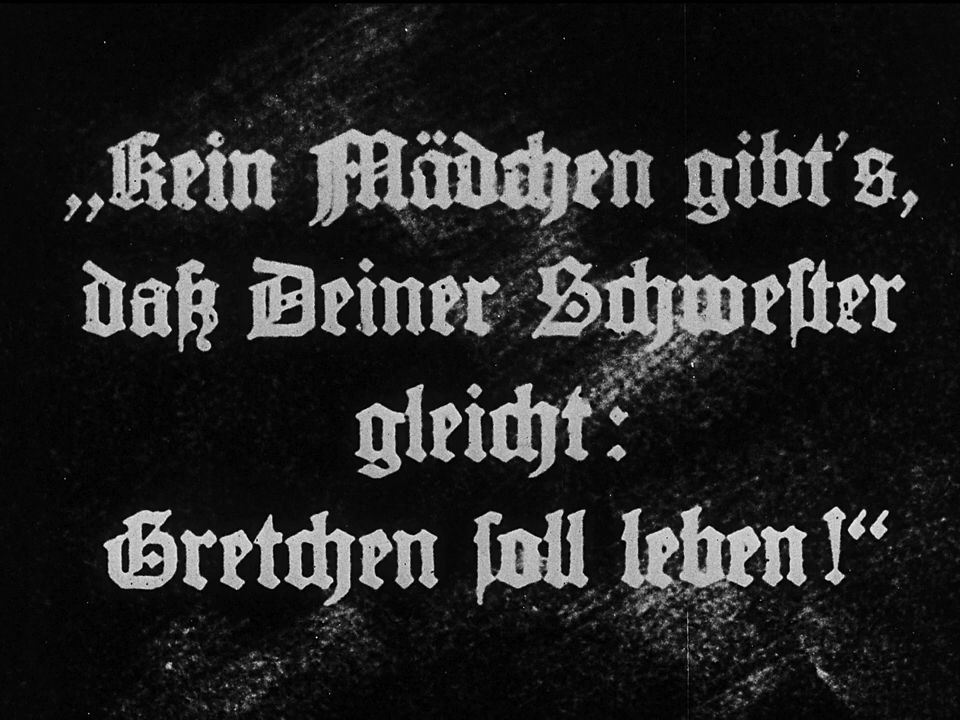 „Kein Mädchen gibt's,
daß Deiner Schweſter
gleicht:
Gretchen ſoll leben!“